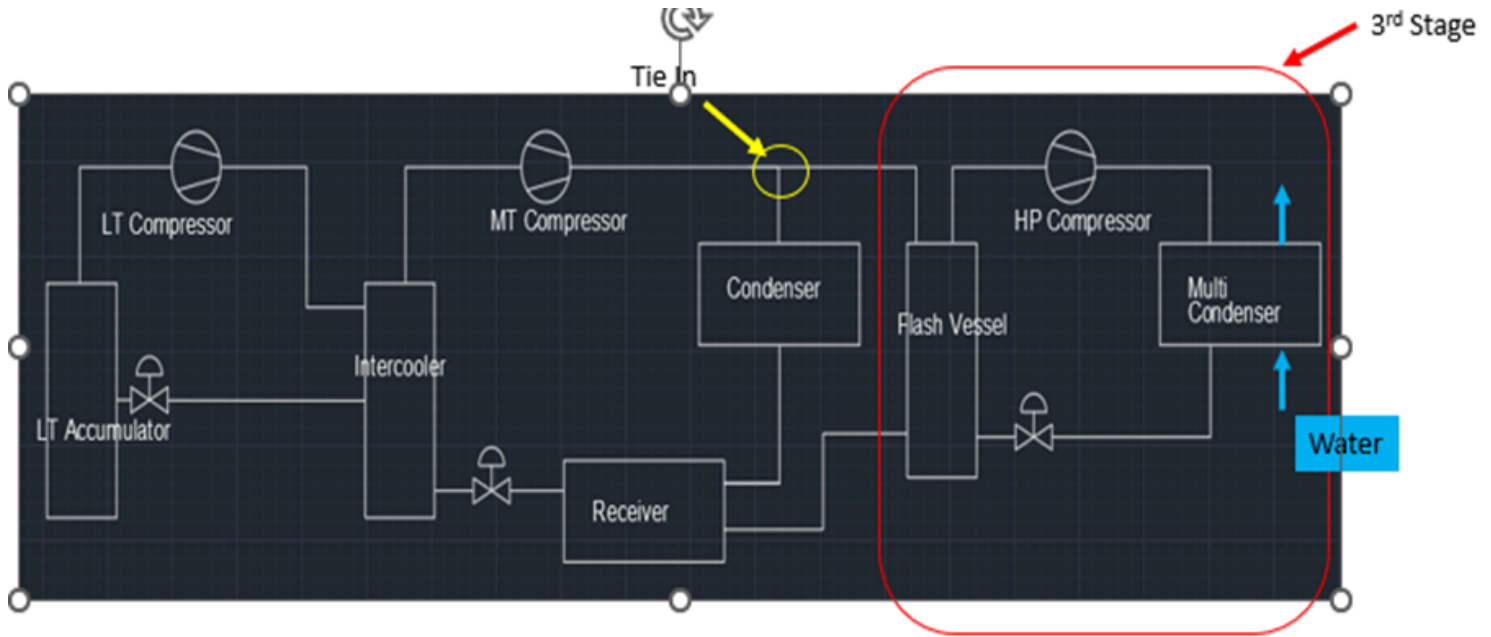 3rd Stage
Tie In
LT Compressor
MT Compressor
HP Compressor
Condenser
Multi
Condenser
Flash Vessel
Intercooler
LT Accumulator
Water
Receiver